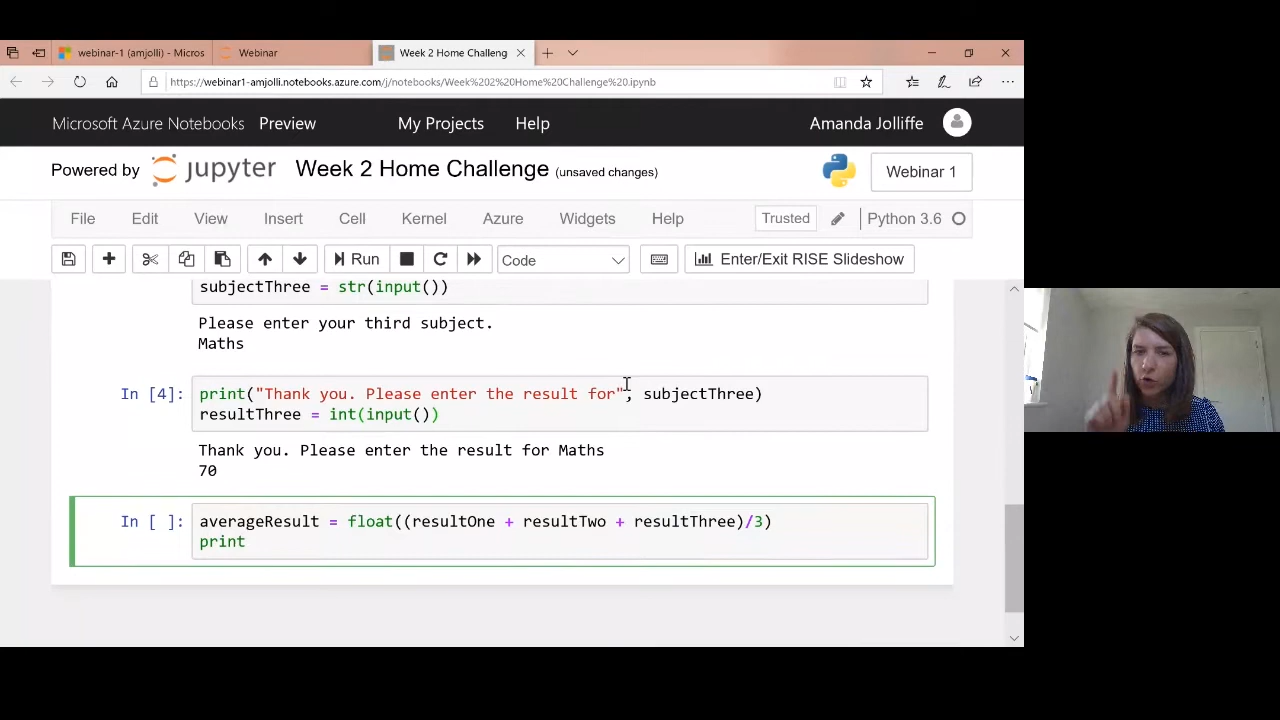 webinar-1 (amjolli) - Micros
Webinar
Week 2 Home Challeng
https://webinar1-amjolli.notebooks.azure.com/j/notebooks/Week%202%20Home%20Challenge%20.ipynb
Microsoft Azure Notebooks Preview My Projects Help Amanda Jolliffe
Powered by jupyter Week 2 Home Challenge (unsaved changes) Webinar 1
File Edit View Insert Cell Kernel Azure Widgets Help Trusted Python 3.6
Run Code Enter/Exit RISE Slideshow
subjectThree = str(input())
Please enter your third subject.
Maths
In [4]: print("Thank you. Please enter the result for", subjectThree)
resultThree = int(input())
Thank you. Please enter the result for Maths
70
In [ ]: averageResult = float((resultOne + resultTwo + resultThree)/3)
print